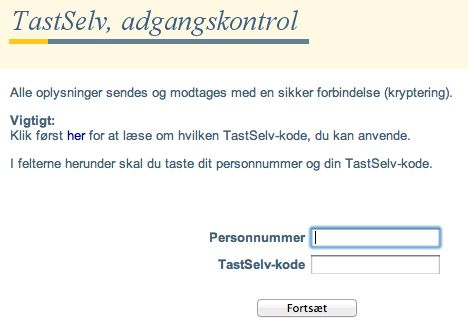 TastSelv, adgangskontrol
Alle oplysninger sendes og modtages med en sikker forbindelse (kryptering).
Vigtigt:
Klik først her for at læse om hvilken TastSelv-kode, du kan anvende.
I felterne herunder skal du taste dit personnummer og din TastSelv-kode.
Personnummer
TastSelv-kode
Fortsæt